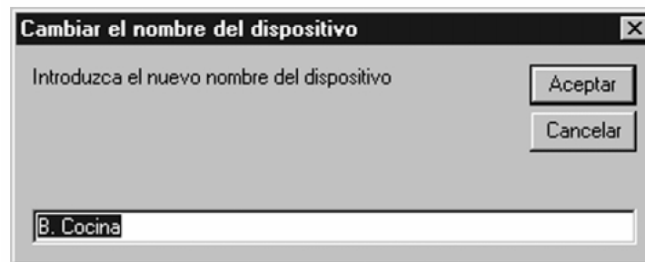 Cambiar el nombre del dispositivo
Introduzca el nuevo nombre del dispositivo
Aceptar
Cancelar
B. Cocina